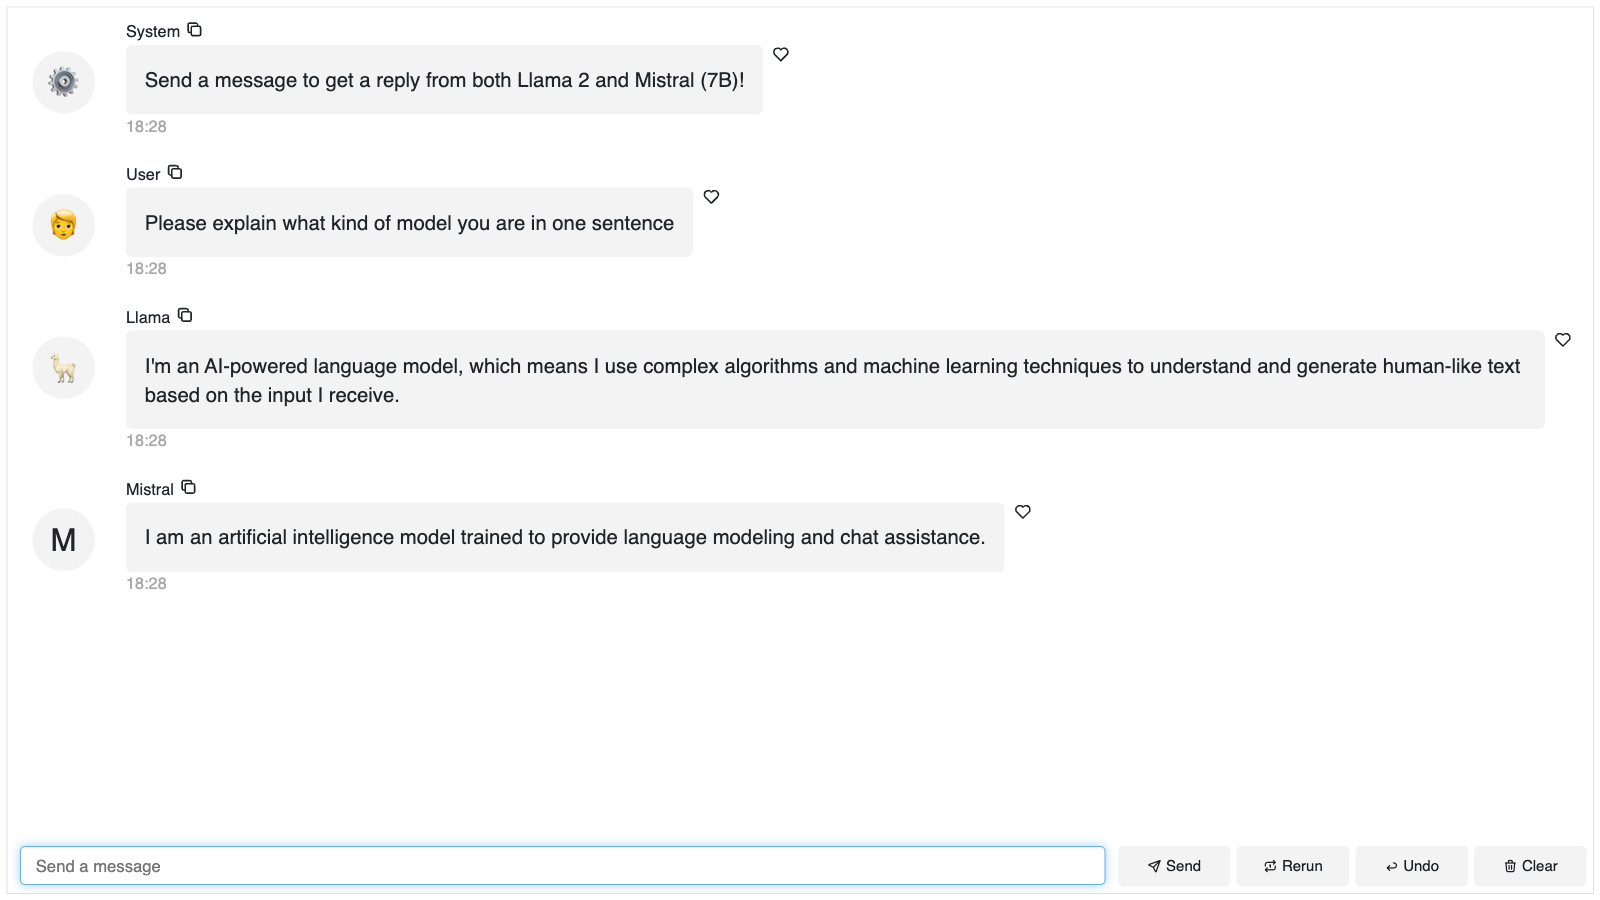 System
Send a message to get a reply from both Llama 2 and Mistral (7B)!
18:28
User
Please explain what kind of model you are in one sentence
18:28
Llama
I'm an AI-powered language model, which means I use complex algorithms and machine learning techniques to understand and generate human-like text
based on the input I receive.
18:28
Mistral
M
I am an artificial intelligence model trained to provide language modeling and chat assistance.
18:28
Send a message
Send
Rerun
Undo
Clear